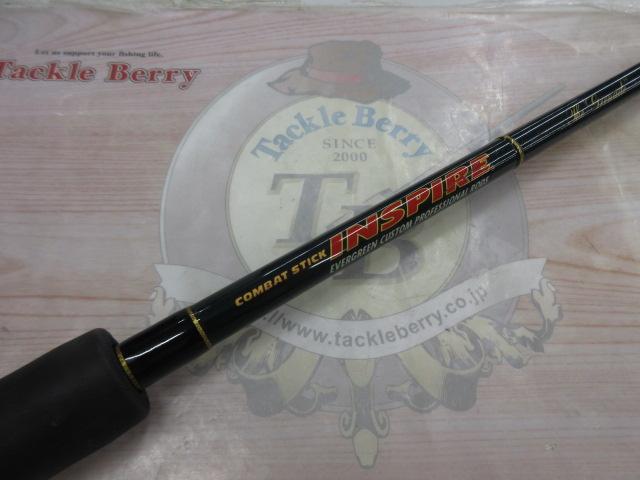 Let us support your fishing life.
Tackle Berry
Tackle Berry
SINCE
2000
TB
COMBAT STICK INSPIRE
EVERGREEN CUSTOM PROFESSIONAL RODS
//www.tackleberry.co.jp